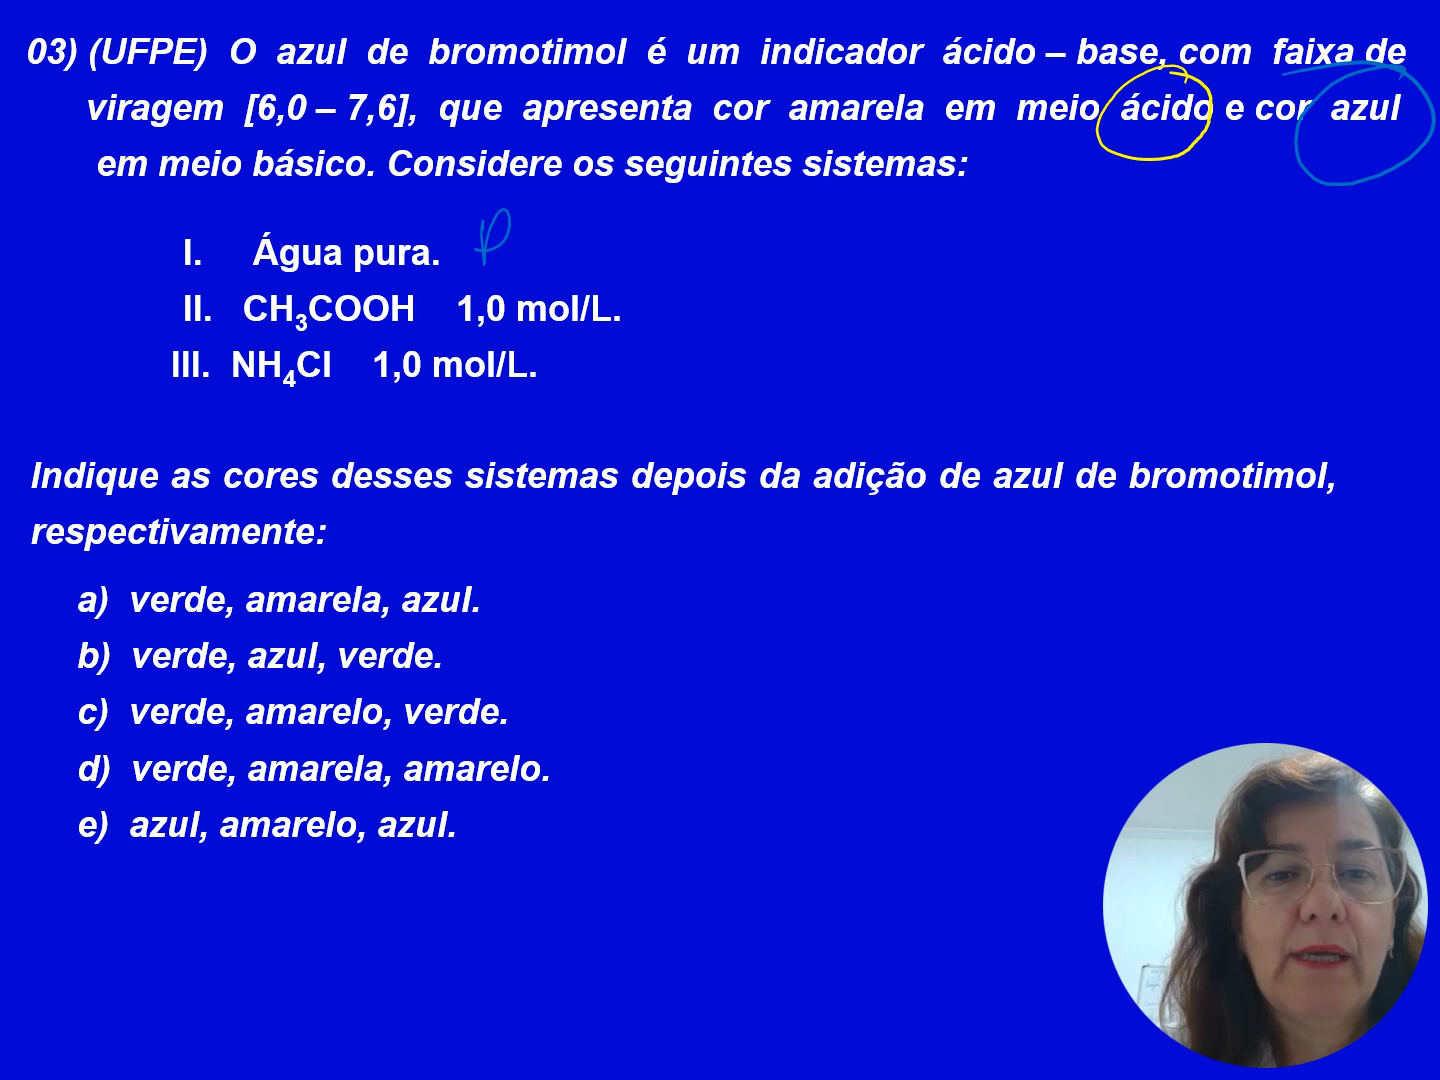 03) (UFPE) O azul de bromotimol é um indicador ácido – base, com faixa de
viragem [6,0 – 7,6], que apresenta cor amarela em meio ácido e cor azul
em meio básico. Considere os seguintes sistemas:
I. Água pura.
II. CH₃COOH 1,0 mol/L.
III. NH₄Cl 1,0 mol/L.
Indique as cores desses sistemas depois da adição de azul de bromotimol,
respectivamente:
a) verde, amarela, azul.
b) verde, azul, verde.
c) verde, amarelo, verde.
d) verde, amarela, amarelo.
e) azul, amarelo, azul.